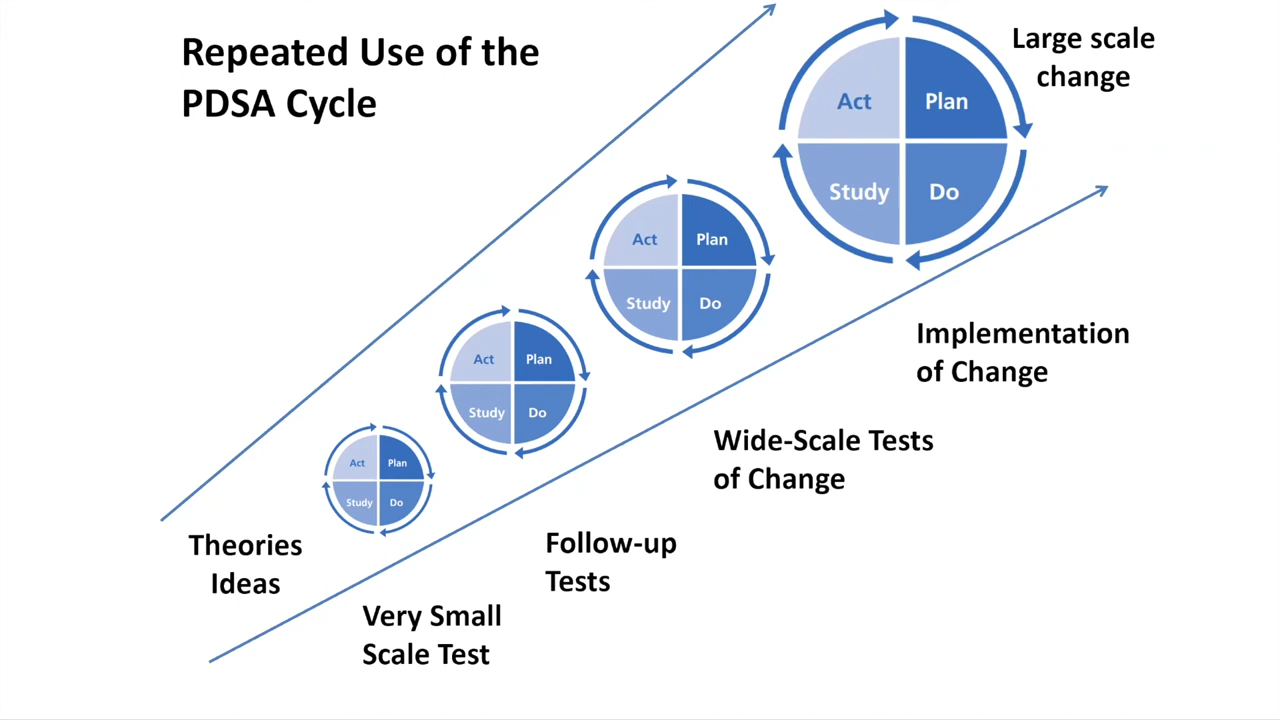 Repeated Use of the
PDSA Cycle
Large scale
change
Act
Plan
Study
Do
Act
Plan
Study
Do
Act
Plan
Study
Do
Act
Plan
Study
Do
Theories
Ideas
Very Small
Scale Test
Follow-up
Tests
Wide-Scale Tests
of Change
Implementation
of Change